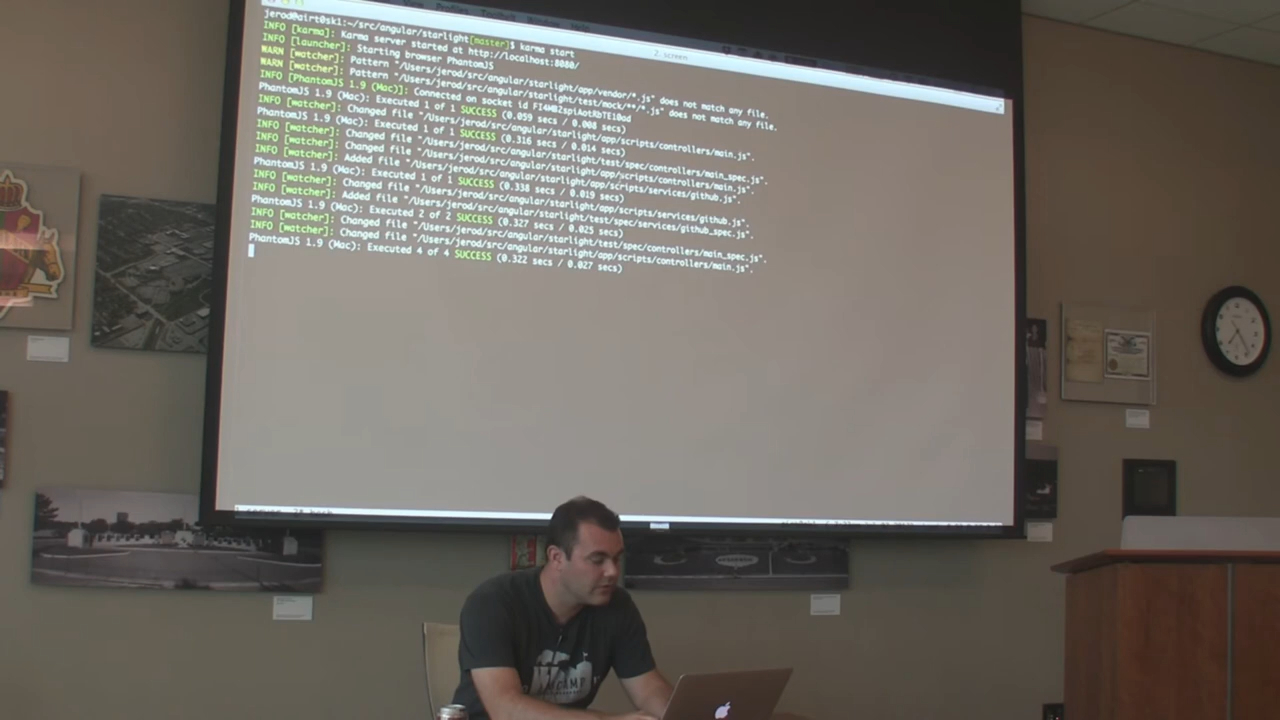 jerod@airt0sk1:~/src/angular/starlight[master]$ karma start
INFO [karma]: Karma server started at http://localhost:8080/
INFO [launcher]: Starting browser PhantomJS
WARN [watcher]: Pattern "/Users/jerod/src/angular/starlight/app/vendor/*.js" does not match any file.
WARN [watcher]: Pattern "/Users/jerod/src/angular/starlight/test/mock/**/*.js" does not match any file.
INFO [PhantomJS 1.9 (Mac)]: Connected on socket id
PhantomJS 1.9 (Mac): Executed 1 of 1 SUCCESS (0.059 secs / 0.008 secs)
INFO [watcher]: Changed file "/Users/jerod/src/angular/starlight/app/scripts/controllers/main.js".
PhantomJS 1.9 (Mac): Executed 1 of 1 SUCCESS (0.316 secs / 0.014 secs)
INFO [watcher]: Changed file "/Users/jerod/src/angular/starlight/test/spec/controllers/main_spec.js".
INFO [watcher]: Changed file "/Users/jerod/src/angular/starlight/app/scripts/controllers/main.js".
INFO [watcher]: Added file "/Users/jerod/src/angular/starlight/app/scripts/services/github.js".
PhantomJS 1.9 (Mac): Executed 1 of 1 SUCCESS (0.338 secs / 0.019 secs)
INFO [watcher]: Changed file "/Users/jerod/src/angular/starlight/app/scripts/services/github.js".
INFO [watcher]: Added file "/Users/jerod/src/angular/starlight/test/spec/services/github_spec.js".
PhantomJS 1.9 (Mac): Executed 2 of 2 SUCCESS (0.327 secs / 0.025 secs)
INFO [watcher]: Changed file "/Users/jerod/src/angular/starlight/test/spec/controllers/main_spec.js".
INFO [watcher]: Changed file "/Users/jerod/src/angular/starlight/app/scripts/controllers/main.js".
PhantomJS 1.9 (Mac): Executed 4 of 4 SUCCESS (0.322 secs / 0.027 secs)
2. screen